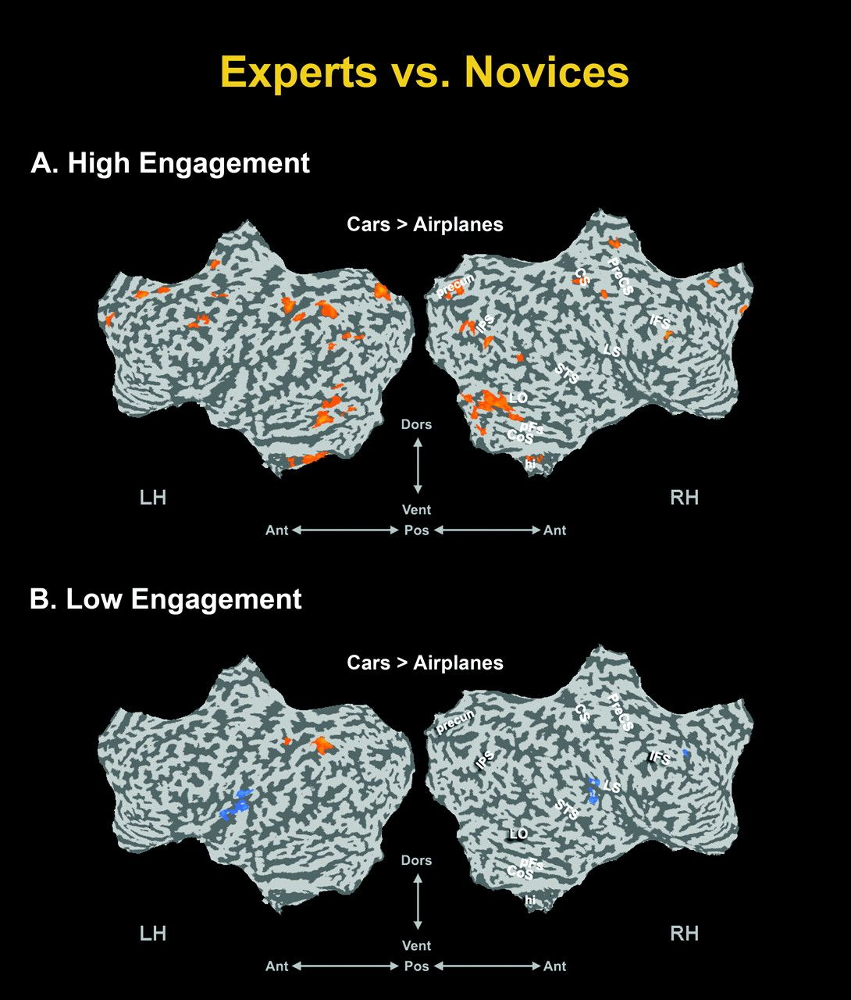 Experts vs. Novices
A. High Engagement
Cars > Airplanes
precun
CS
PreCS
IPS
IFS
LS
STS
LO
pFs
CoS
hi
Dors
Vent
LH
RH
Ant
Pos
Ant
B. Low Engagement
Cars > Airplanes
precun
CS
PreCS
IPS
IFS
LS
STS
LO
pFs
CoS
hi
Dors
Vent
LH
RH
Ant
Pos
Ant